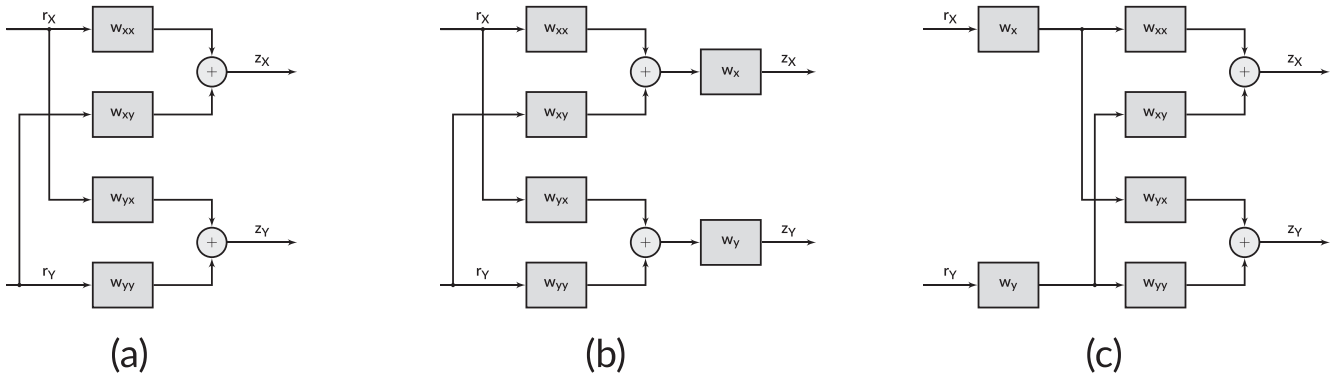 r_X w_xx
w_xy
+ z_X
w_yx
+ z_Y
r_Y w_yy
(a)
r_X w_xx
w_xy
+ w_x z_X
w_yx
+ w_y z_Y
r_Y w_yy
(b)
r_X w_x w_xx
w_xy
+ z_X
w_yx
+ z_Y
r_Y w_y w_yy
(c)